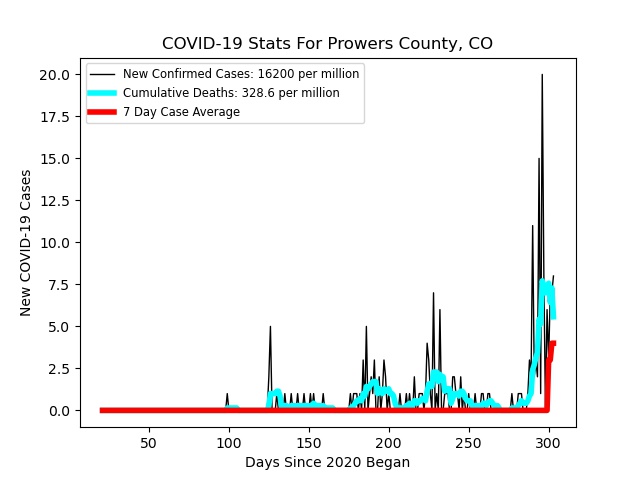 COVID-19 Stats For Prowers County, CO
New Confirmed Cases: 16200 per million
Cumulative Deaths: 328.6 per million
7 Day Case Average
20.0
17.5
15.0
12.5
10.0
7.5
5.0
2.5
0.0
New COVID-19 Cases
50 100 150 200 250 300
Days Since 2020 Began